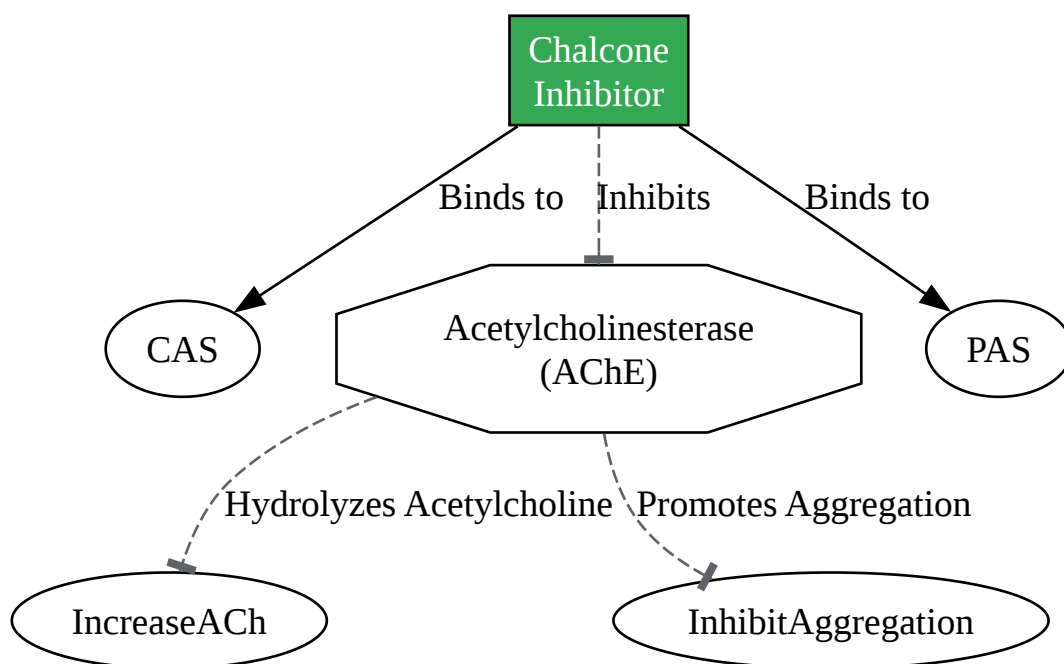 Chalcone
Inhibitor
Binds to
Inhibits
Binds to
CAS
Acetylcholinesterase
(AChE)
PAS
Hydrolyzes Acetylcholine
Promotes Aggregation
IncreaseACh
InhibitAggregation